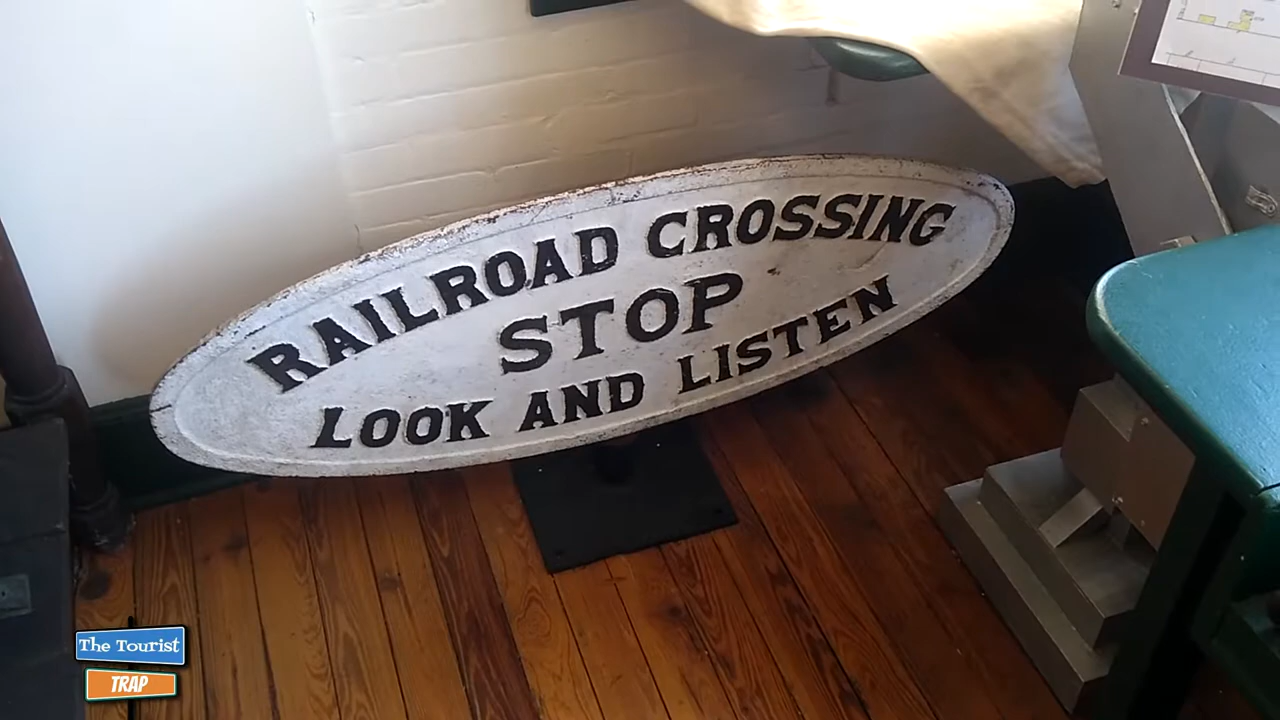 RAILROAD CROSSING
STOP
LOOK AND LISTEN
The Tourist
TRAP